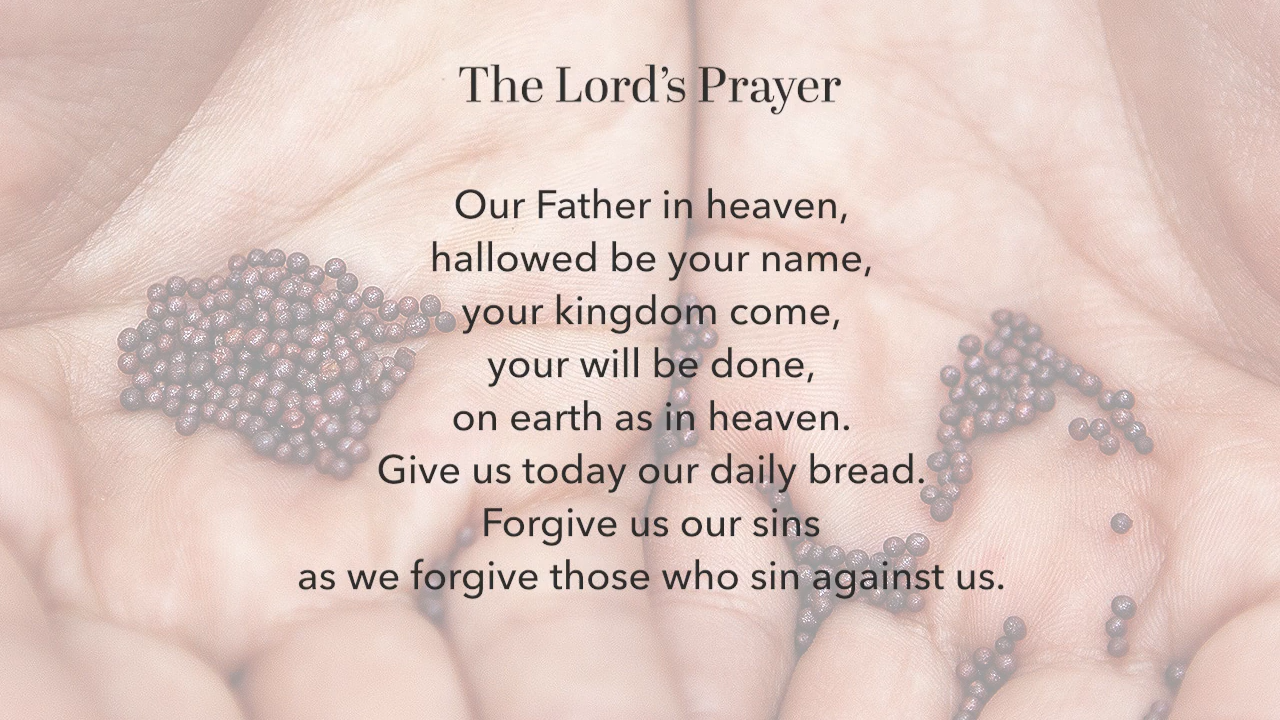 The Lord’s Prayer
Our Father in heaven,
hallowed be your name,
your kingdom come,
your will be done,
on earth as in heaven.
Give us today our daily bread.
Forgive us our sins
as we forgive those who sin against us.